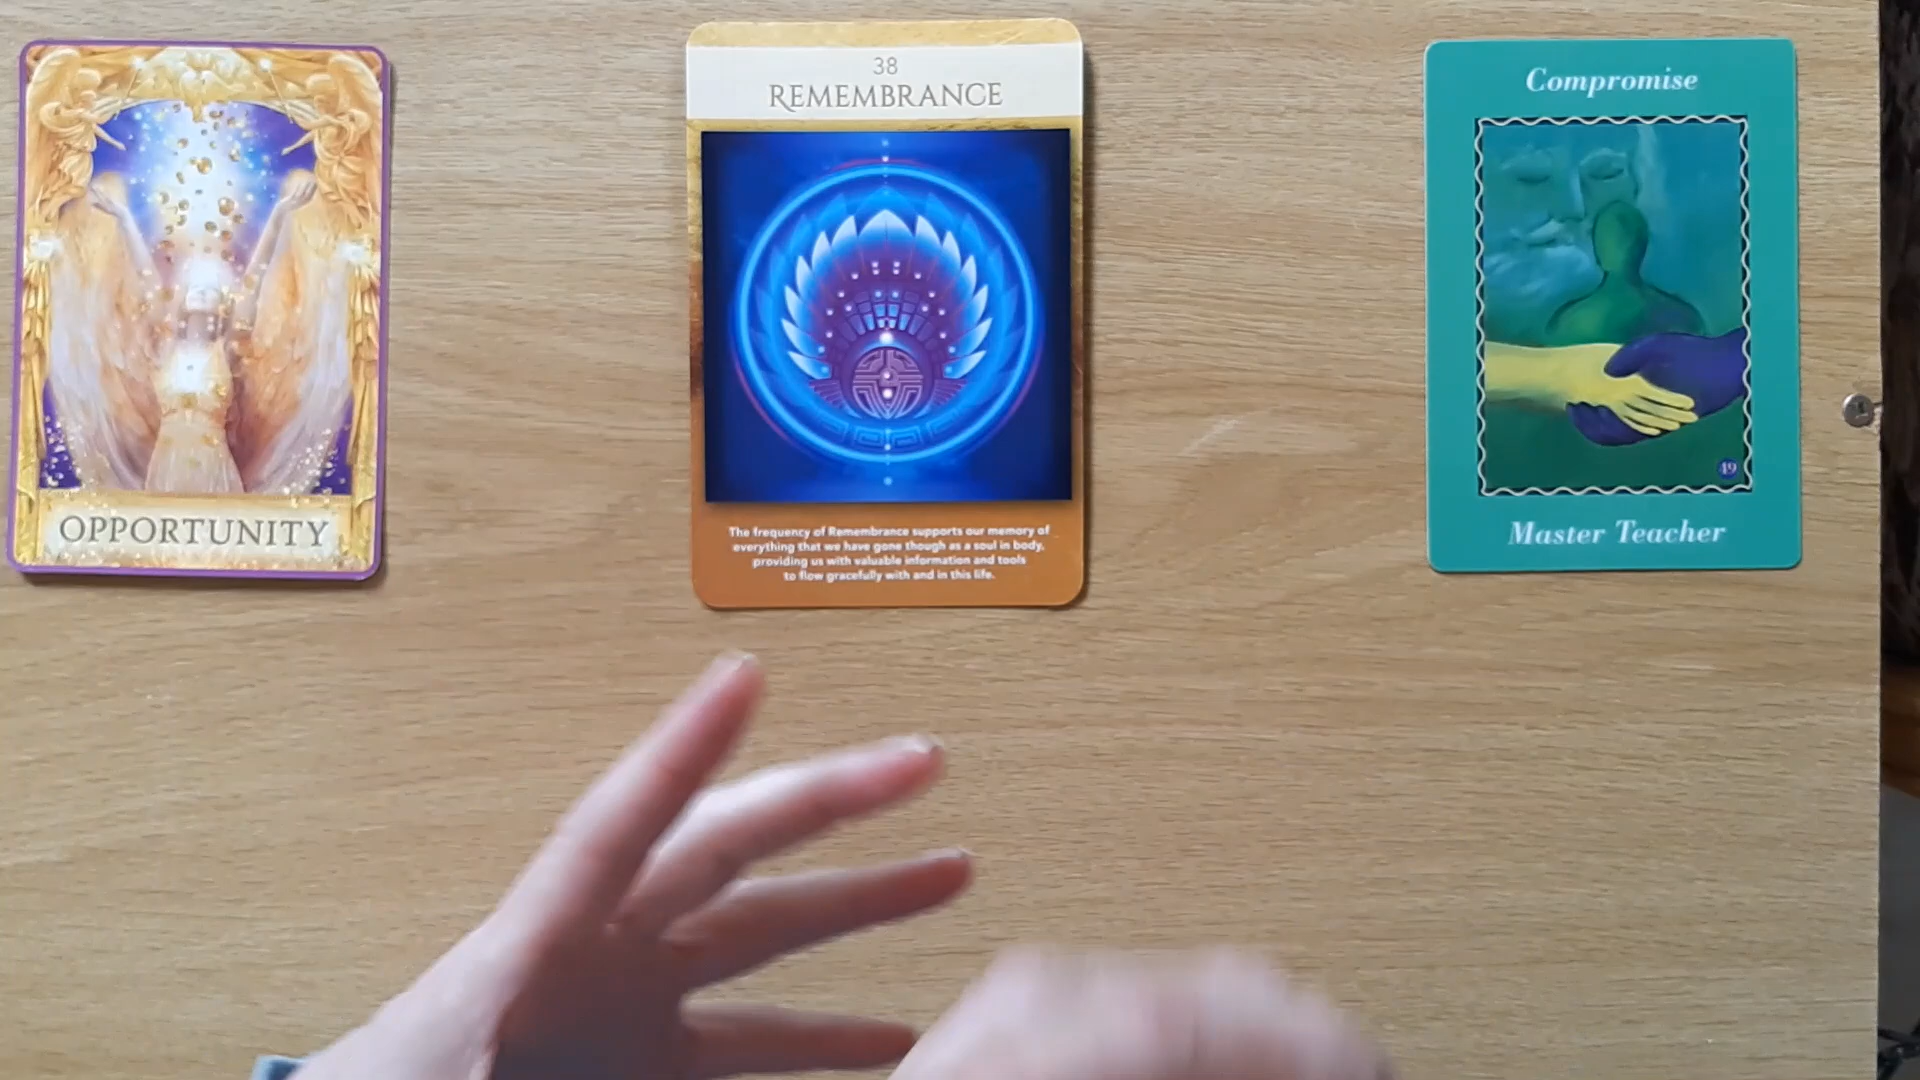 OPPORTUNITY
38
REMEMBRANCE
The frequency of Remembrance supports our memory of
everything that we have gone though as a soul in body,
providing us with valuable information and tools
to flow gracefully with and in this life.
Compromise
49
Master Teacher